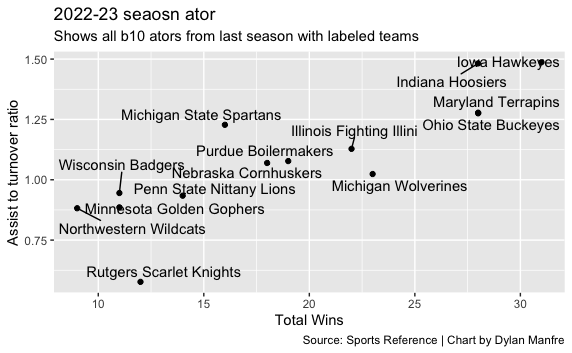 2022-23 seaosn ator
Shows all b10 ators from last season with labeled teams
1.50
Iowa Hawkeyes
Indiana Hoosiers
Maryland Terrapins
1.25
Michigan State Spartans
Ohio State Buckeyes
Illinois Fighting Illini
Purdue Boilermakers
Wisconsin Badgers
Nebraska Cornhuskers
1.00
Penn State Nittany Lions
Michigan Wolverines
Minnesota Golden Gophers
Northwestern Wildcats
0.75
Rutgers Scarlet Knights
Assist to turnover ratio
10 15 20 25 30
Total Wins
Source: Sports Reference | Chart by Dylan Manfre